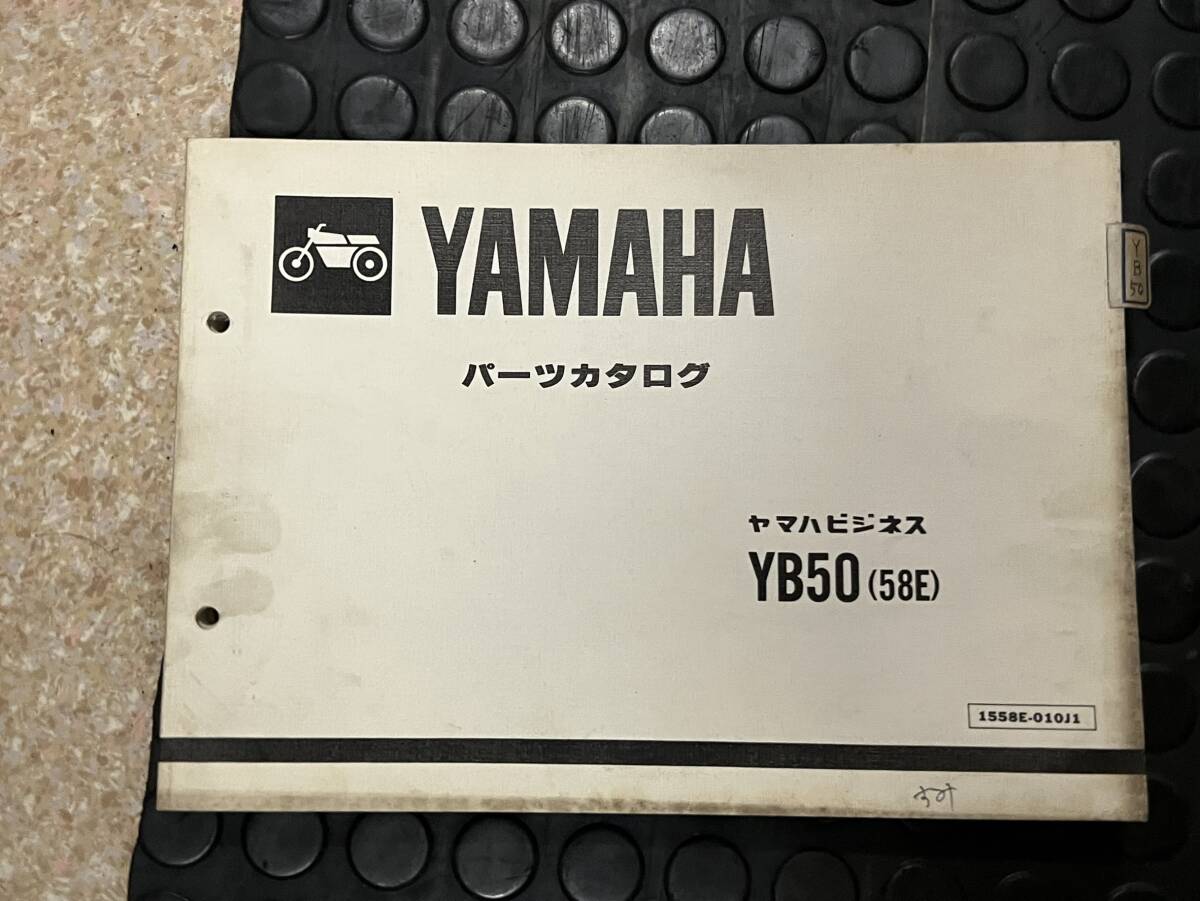 YAMAHA
パーツカタログ
Y
B
50
ヤマハビジネス
YB50 (58E)
1558E-010J1